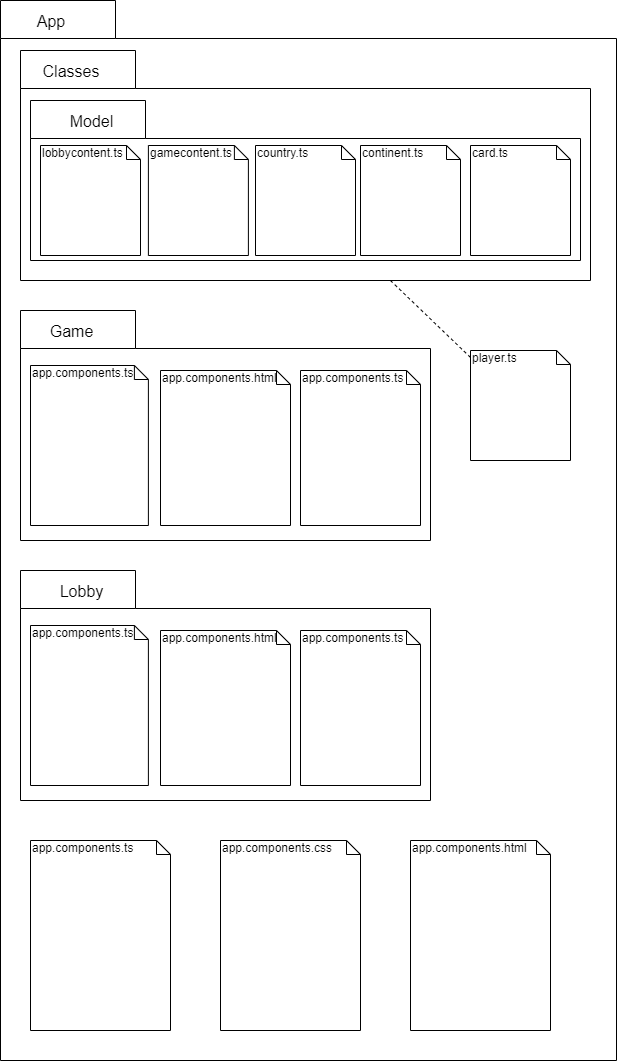 App
Classes
Model
lobbycontent.ts
gamecontent.ts
country.ts
continent.ts
card.ts
Game
player.ts
app.components.ts
app.components.html
app.components.ts
Lobby
app.components.ts
app.components.html
app.components.ts
app.components.ts
app.components.css
app.components.html